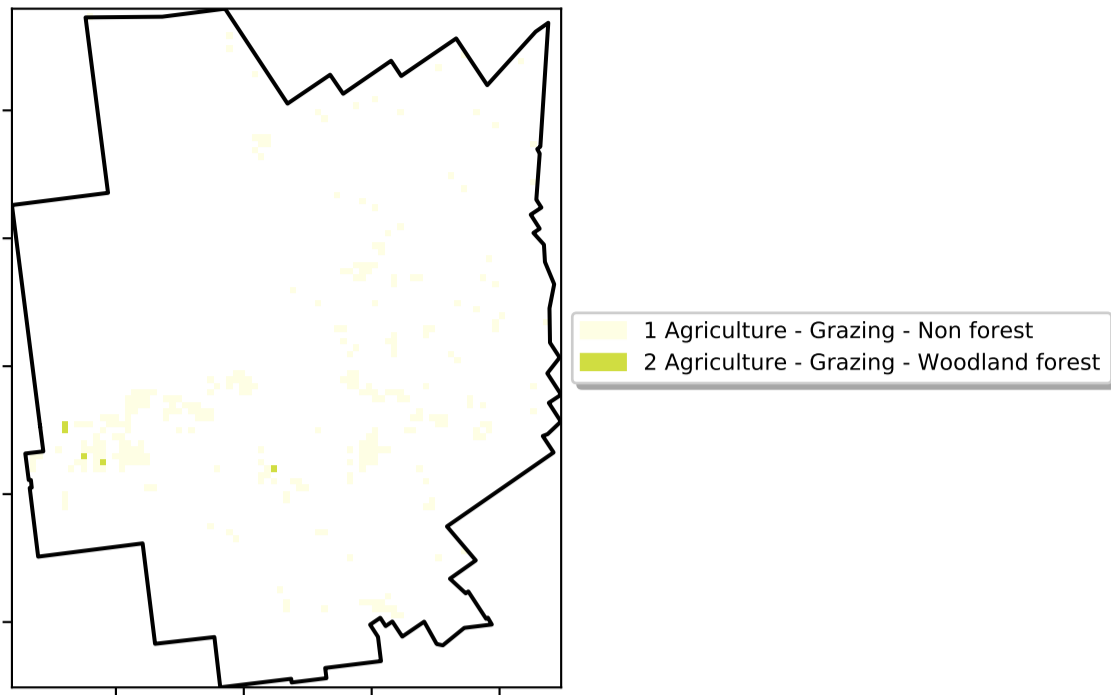 1 Agriculture - Grazing - Non forest
2 Agriculture - Grazing - Woodland forest